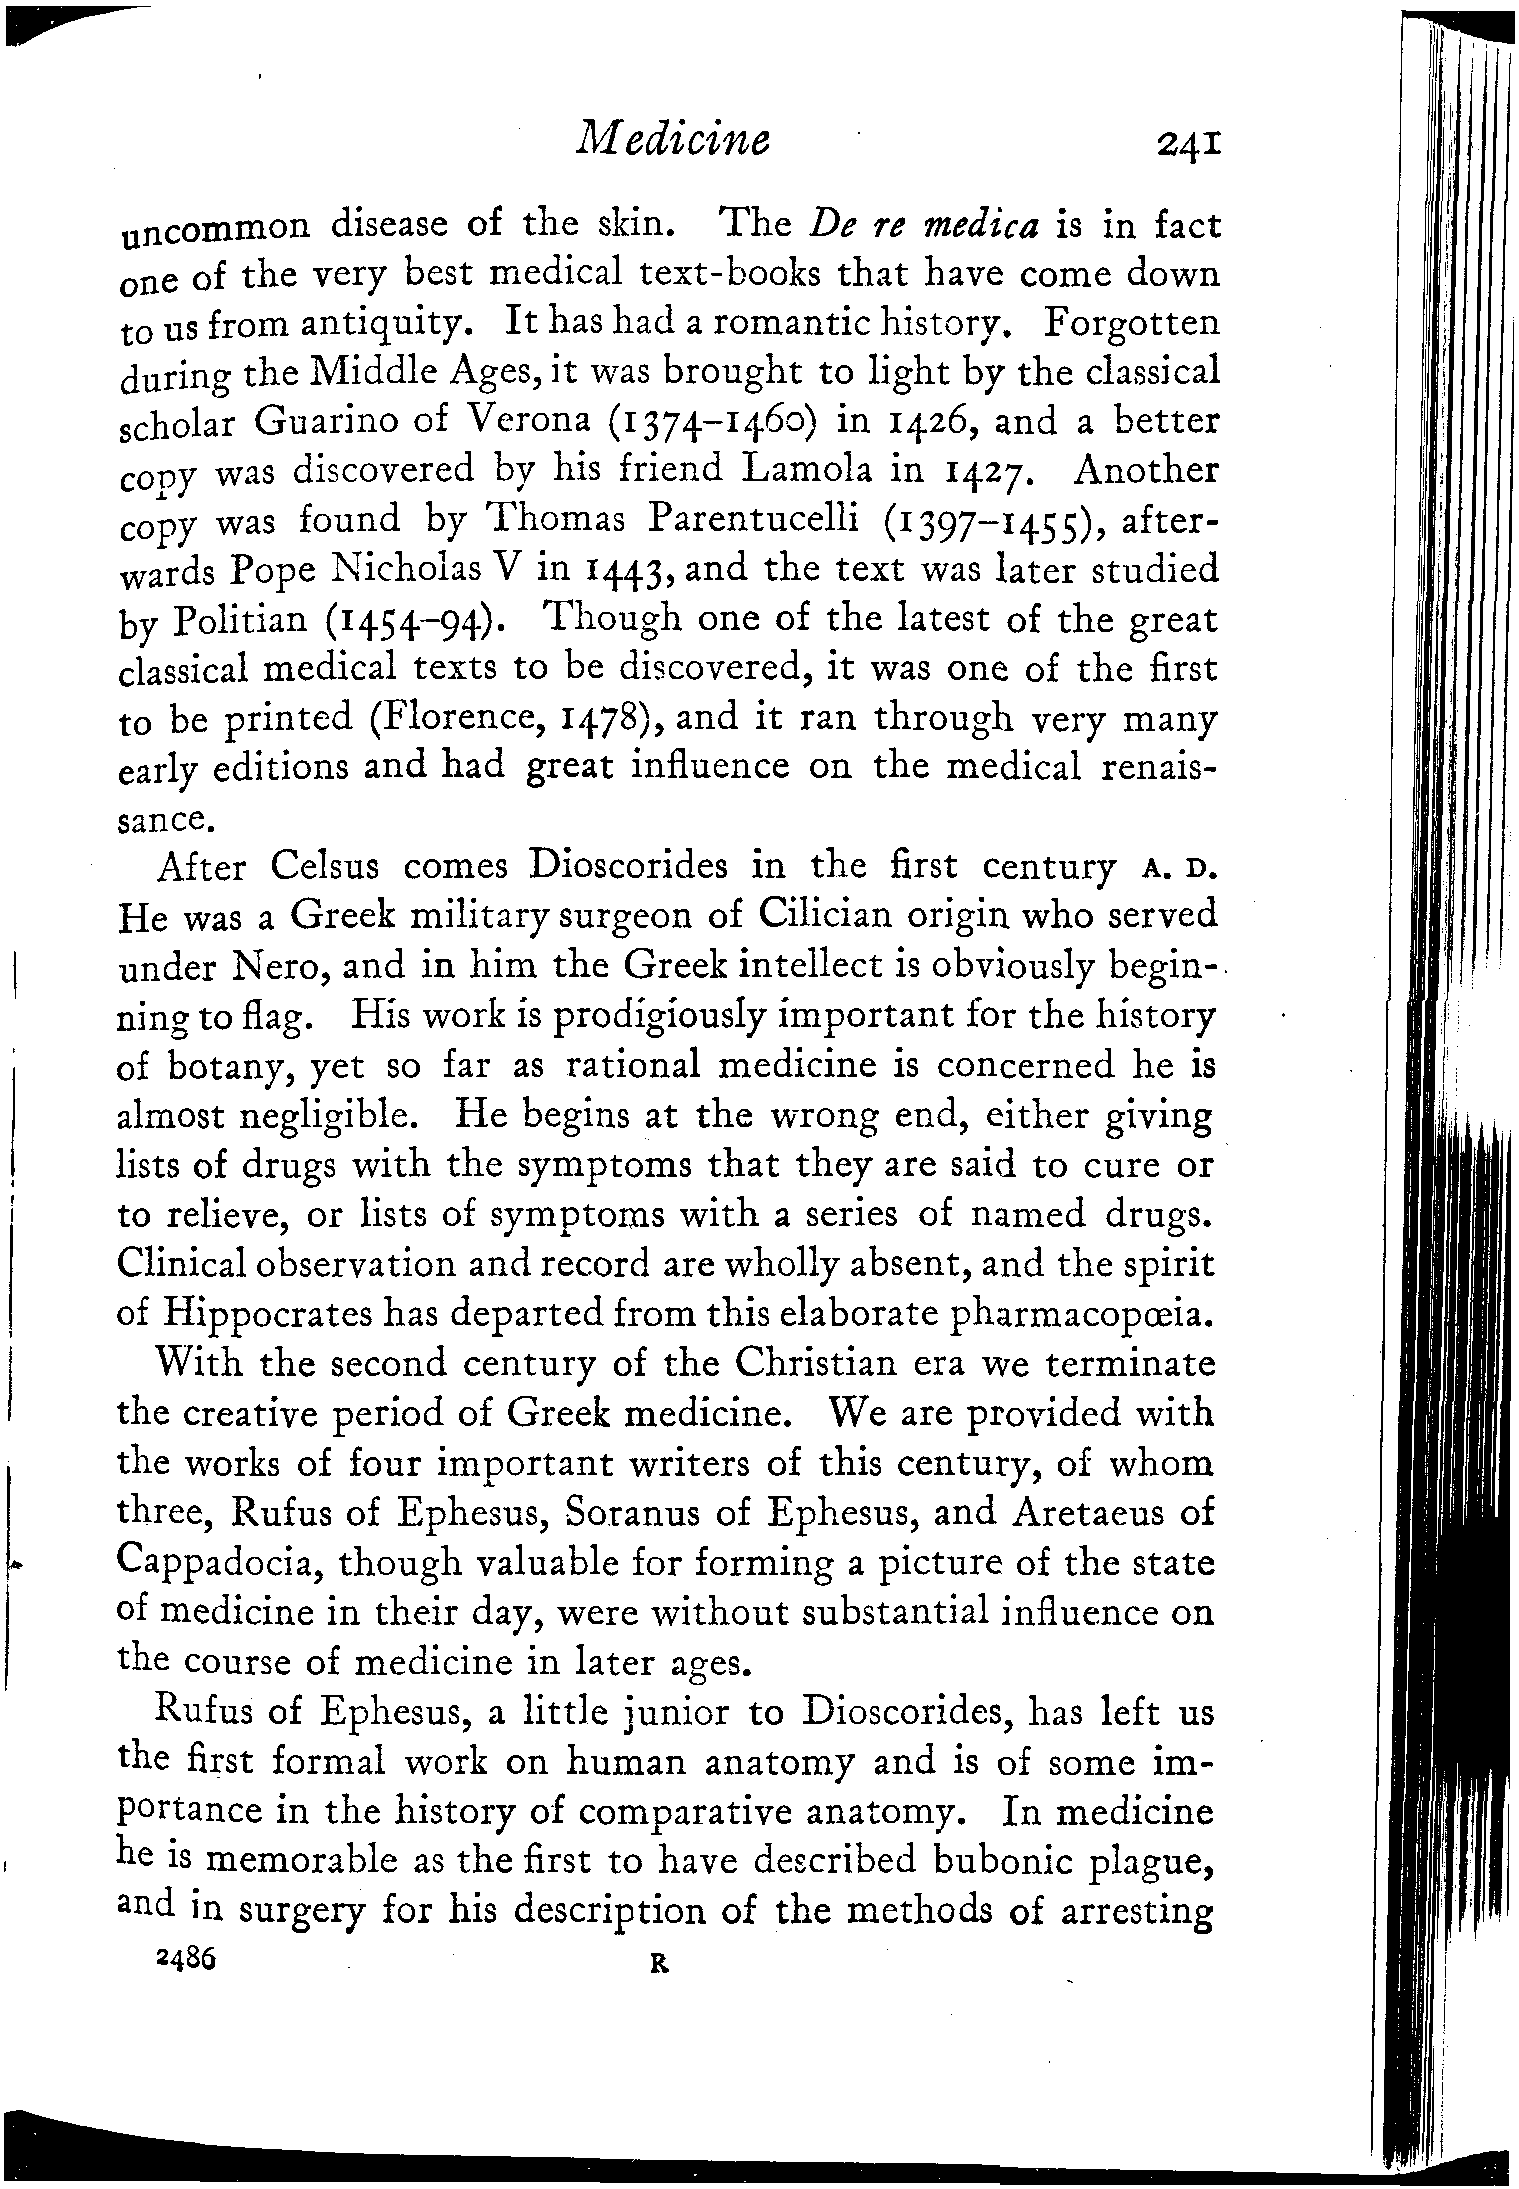 Medicine 241
uncommon disease of the skin. The De re medica is in fact
one of the very best medical text-books that have come down
to us from antiquity. It has had a romantic history. Forgotten
during the Middle Ages, it was brought to light by the classical
scholar Guarino of Verona (1374–1460) in 1426, and a better
copy was discovered by his friend Lamola in 1427. Another
copy was found by Thomas Parentucelli (1397–1455), after-
wards Pope Nicholas V in 1443, and the text was later studied
by Politian (1454–94). Though one of the latest of the great
classical medical texts to be discovered, it was one of the first
to be printed (Florence, 1478), and it ran through very many
early editions and had great influence on the medical renais-
sance.
After Celsus comes Dioscorides in the first century A. D.
He was a Greek military surgeon of Cilician origin who served
under Nero, and in him the Greek intellect is obviously begin-
ning to flag. His work is prodigiously important for the history
of botany, yet so far as rational medicine is concerned he is
almost negligible. He begins at the wrong end, either giving
lists of drugs with the symptoms that they are said to cure or
to relieve, or lists of symptoms with a series of named drugs.
Clinical observation and record are wholly absent, and the spirit
of Hippocrates has departed from this elaborate pharmacopœia.
With the second century of the Christian era we terminate
the creative period of Greek medicine. We are provided with
the works of four important writers of this century, of whom
three, Rufus of Ephesus, Soranus of Ephesus, and Aretaeus of
Cappadocia, though valuable for forming a picture of the state
of medicine in their day, were without substantial influence on
the course of medicine in later ages.
Rufus of Ephesus, a little junior to Dioscorides, has left us
the first formal work on human anatomy and is of some im-
portance in the history of comparative anatomy. In medicine
he is memorable as the first to have described bubonic plague,
and in surgery for his description of the methods of arresting
2486 R